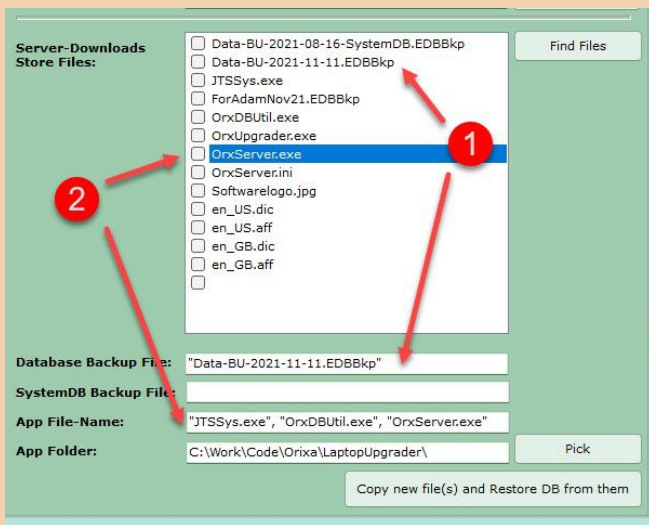 Server-Downloads
Store Files:
Data-BU-2021-08-16-SystemDB.EDBBkp
Data-BU-2021-11-11.EDBBkp
JTSSys.exe
ForAdamNov21.EDBBkp
OrxDBUtil.exe
OrxUpgrader.exe
OrxServer.exe
OrxServer.ini
Softwarelogo.jpg
en_US.dic
en_US.aff
en_GB.dic
en_GB.aff
Find Files
1
2
Database Backup File: "Data-BU-2021-11-11.EDBBkp"
SystemDB Backup File:
App File-Name: "JTSSys.exe", "OrxDBUtil.exe", "OrxServer.exe"
App Folder: C:\Work\Code\Orixa\LaptopUpgrader\ Pick
Copy new file(s) and Restore DB from them